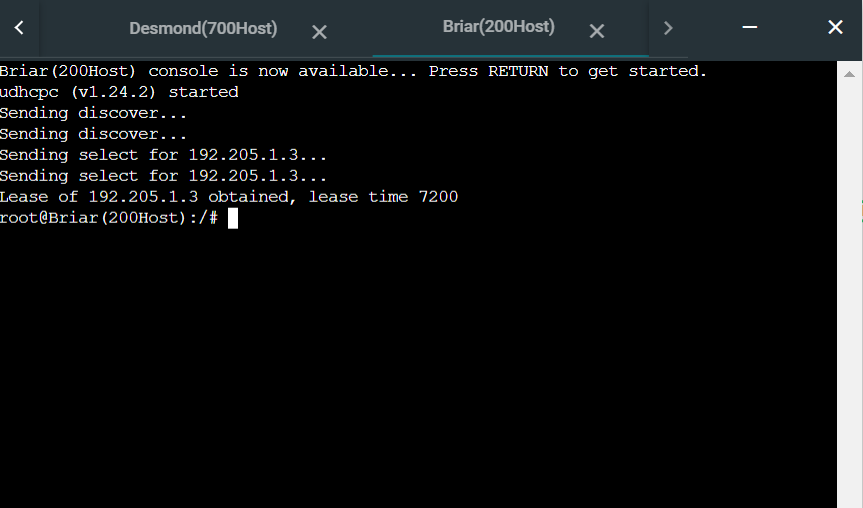 Desmond(700Host)
Briar(200Host)
Briar(200Host) console is now available... Press RETURN to get started.
udhcpc (v1.24.2) started
Sending discover...
Sending discover...
Sending select for 192.205.1.3...
Sending select for 192.205.1.3...
Lease of 192.205.1.3 obtained, lease time 7200
root@Briar(200Host):/#